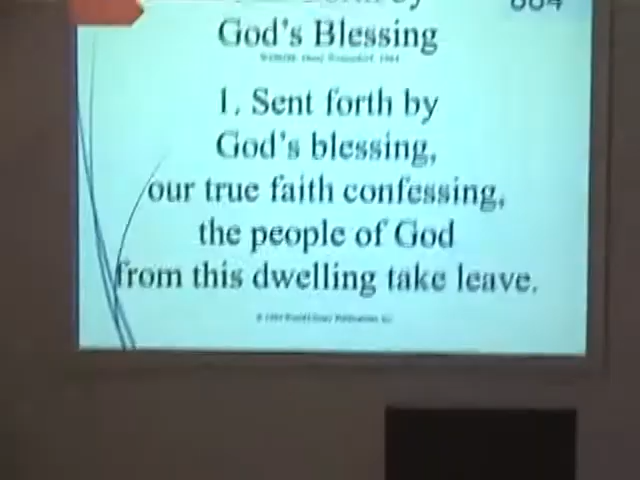 by
God's Blessing
1. Sent forth by
God's blessing,
our true faith confessing,
the people of God
from this dwelling take leave.